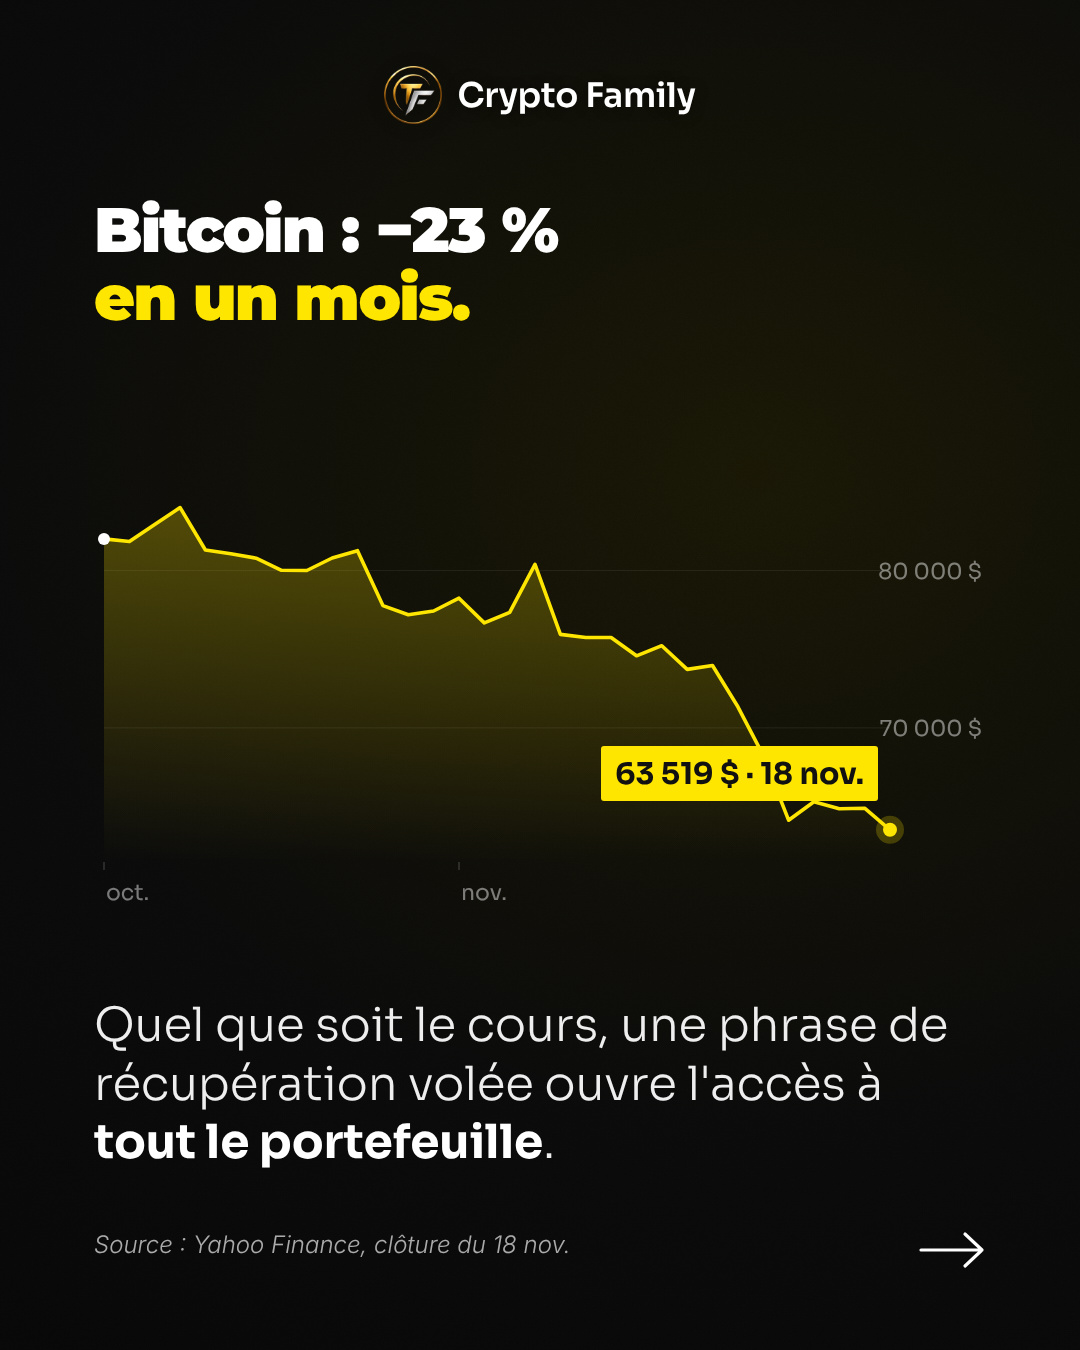 TF Crypto Family
Bitcoin : −23 %
en un mois.
80 000 $
70 000 $
63 519 $ · 18 nov.
oct.
nov.
Quel que soit le cours, une phrase de
récupération volée ouvre l'accès à
tout le portefeuille.
Source : Yahoo Finance, clôture du 18 nov.